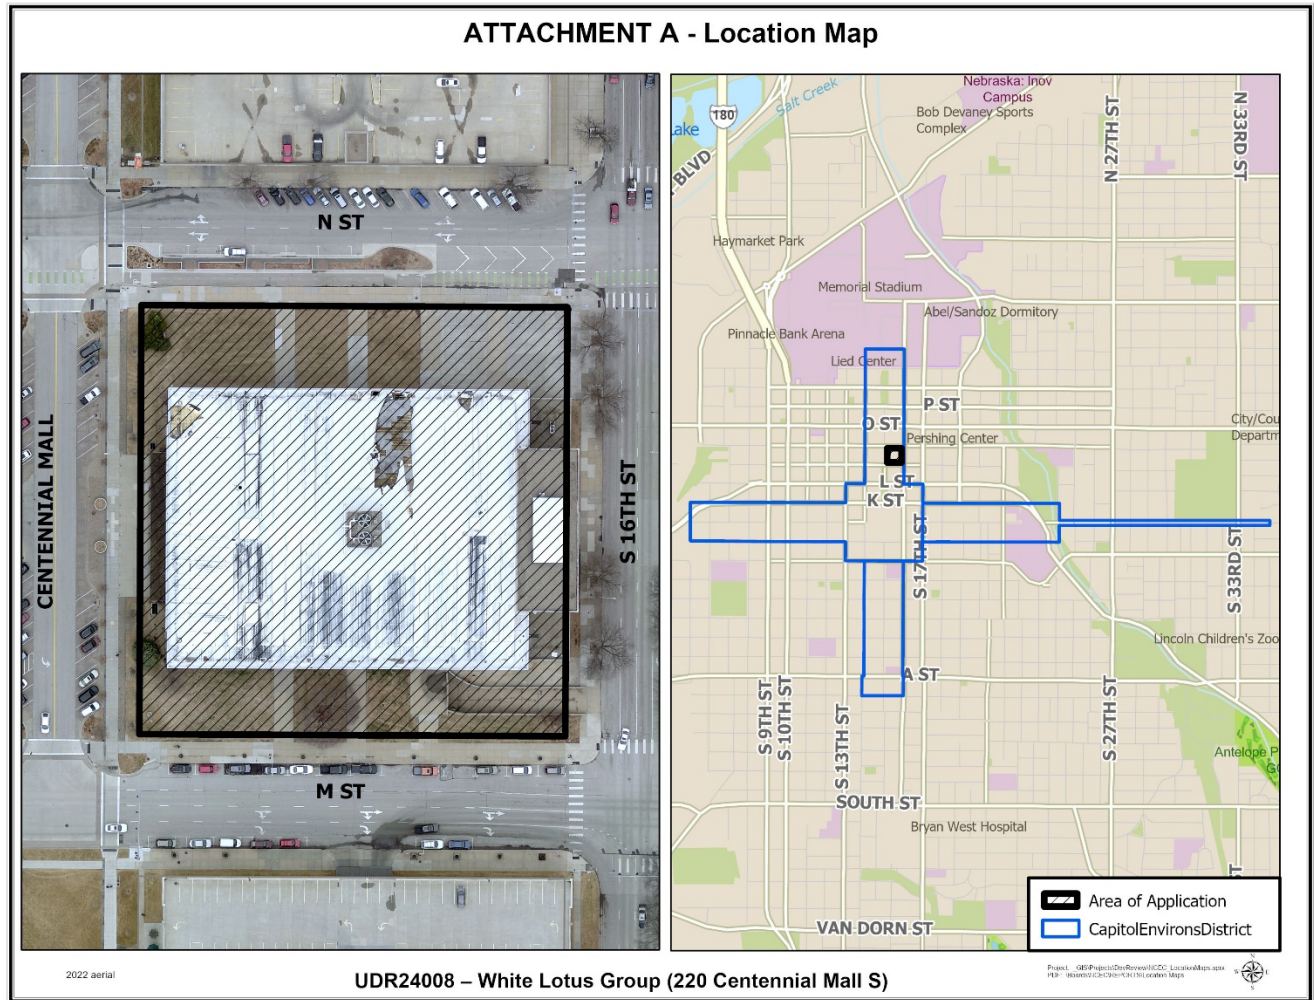 ATTACHMENT A - Location Map
N ST
CENTENNIAL MALL
S 16TH ST
M ST
Nebraska: Inov
Campus
Salt Creek
180
Bob Devaney Sports
Complex
Lake
BLVD
N 27TH ST
N 33RD ST
Haymarket Park
Memorial Stadium
Abel/Sandoz Dormitory
Pinnacle Bank Arena
Lied Center
P ST
O ST
City/Cou
Departm
Pershing Center
L ST
K ST
S 17TH ST
S 33RD ST
Lincoln Children's Zoo
A ST
S 9TH ST
S 10TH ST
S 13TH ST
S 27TH ST
Antelope P
SOUTH ST
Bryan West Hospital
VAN DORN ST
Area of Application
CapitolEnvironsDistrict
2022 aerial
UDR24008 – White Lotus Group (220 Centennial Mall S)